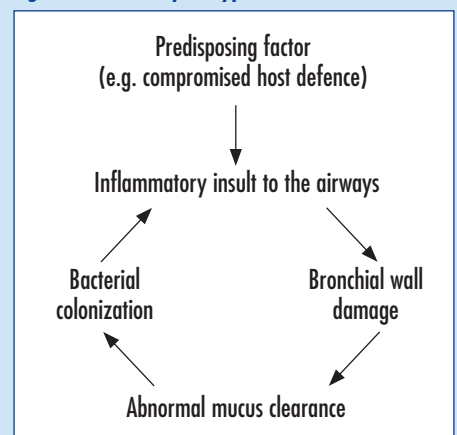 Predisposing factor
(e.g. compromised host defence)
Inflammatory insult to the airways
Bacterial
colonization
Bronchial wall
damage
Abnormal mucus clearance